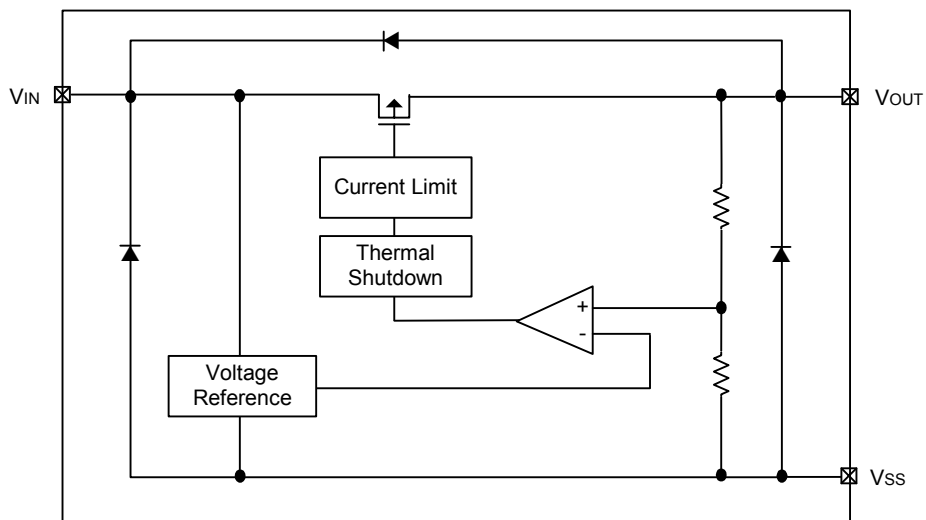 VIN
VOUT
Current Limit
Thermal
Shutdown
+
-
Voltage
Reference
VSS